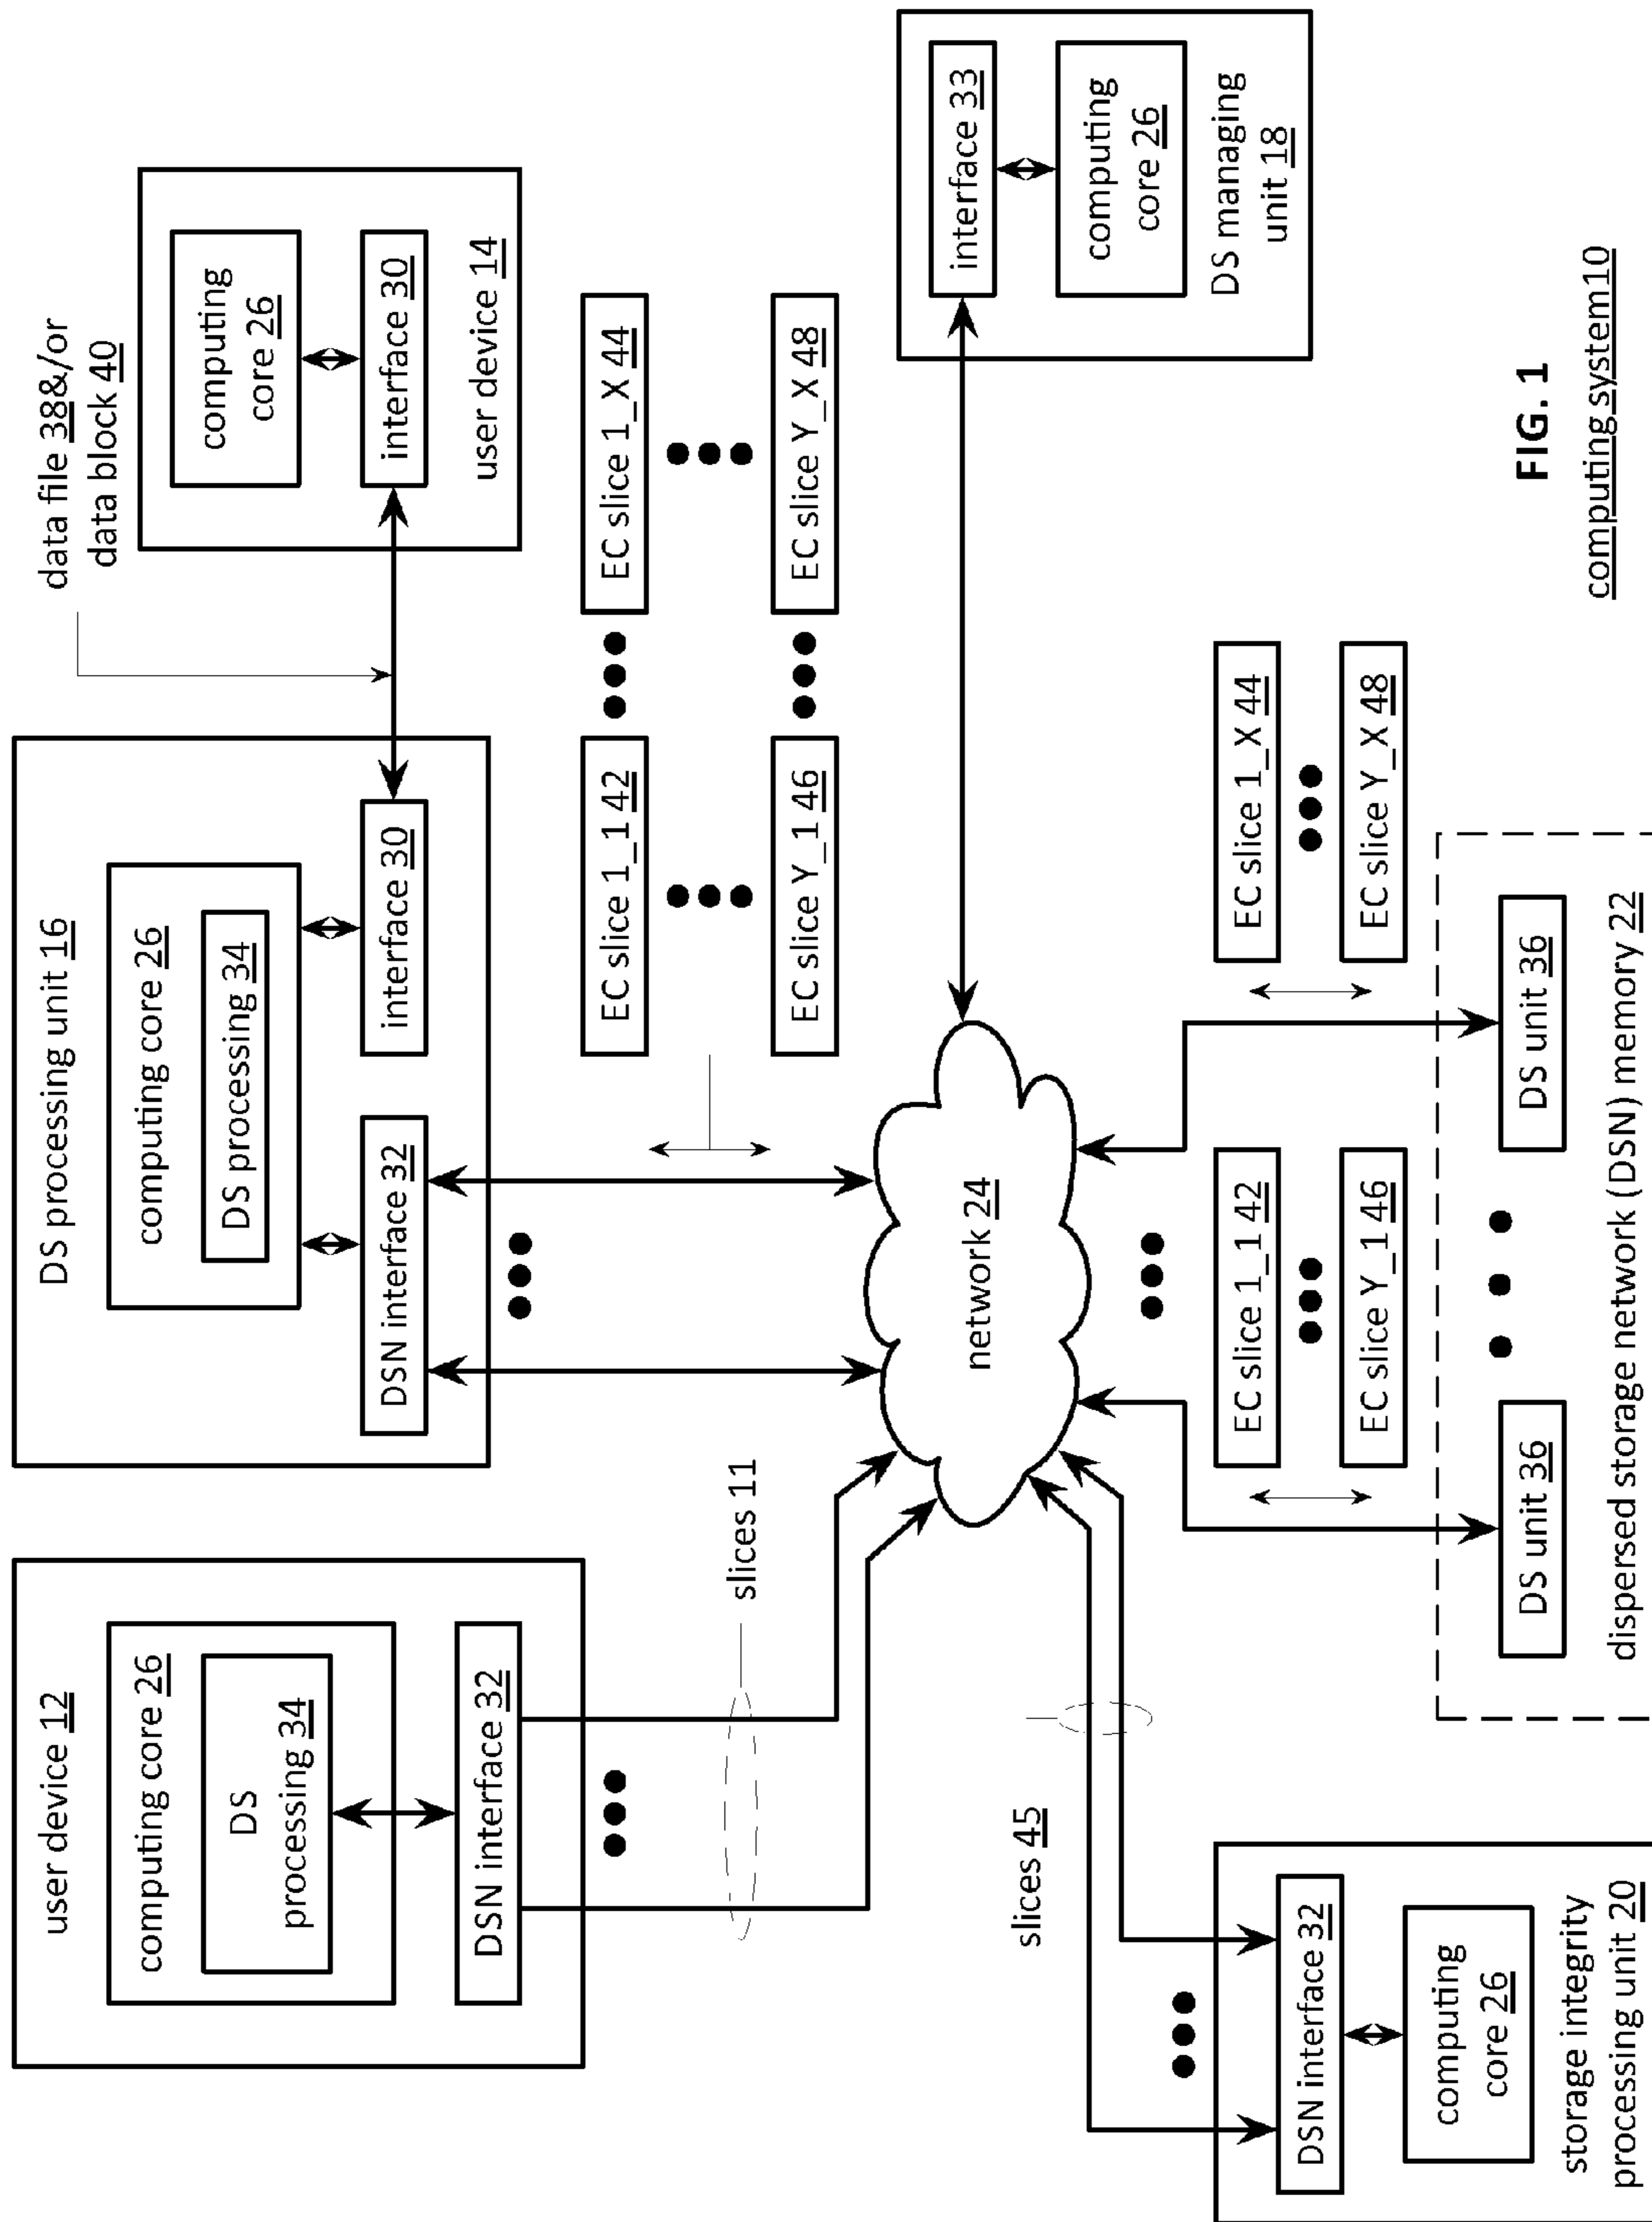 user device 12
computing core 26
DS
processing 34
DSN interface 32
slices 11
DS processing unit 16
computing core 26
DS processing 34
DSN interface 32
interface 30
data file 38&/or
data block 40
computing
core 26
interface 30
user device 14
EC slice 1_1 42
EC slice 1_X 44
EC slice Y_1 46
EC slice Y_X 48
network 24
interface 33
computing
core 26
DS managing
unit 18
slices 45
DSN interface 32
computing
core 26
storage integrity
processing unit 20
EC slice 1_1 42
EC slice Y_1 46
EC slice 1_X 44
EC slice Y_X 48
DS unit 36
DS unit 36
dispersed storage network (DSN) memory 22
FIG. 1
computing system10